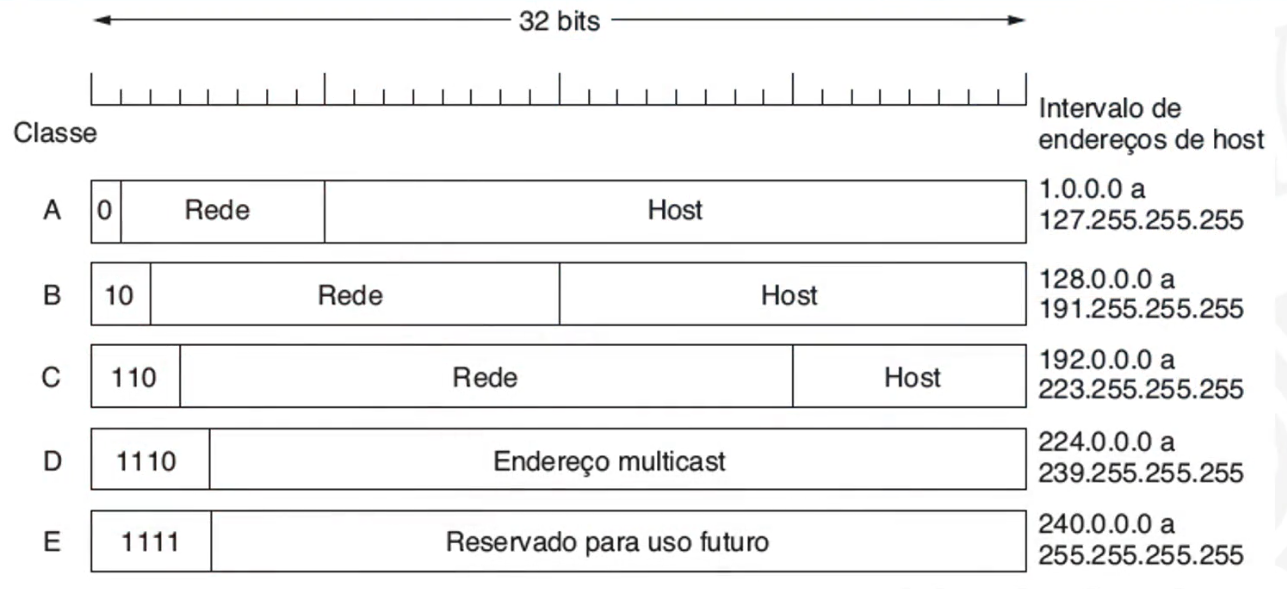 32 bits
Intervalo de
endereços de host
Classe
A 0 Rede Host 1.0.0.0 a
127.255.255.255
B 10 Rede Host 128.0.0.0 a
191.255.255.255
C 110 Rede Host 192.0.0.0 a
223.255.255.255
D 1110 Endereço multicast 224.0.0.0 a
239.255.255.255
E 1111 Reservado para uso futuro 240.0.0.0 a
255.255.255.255